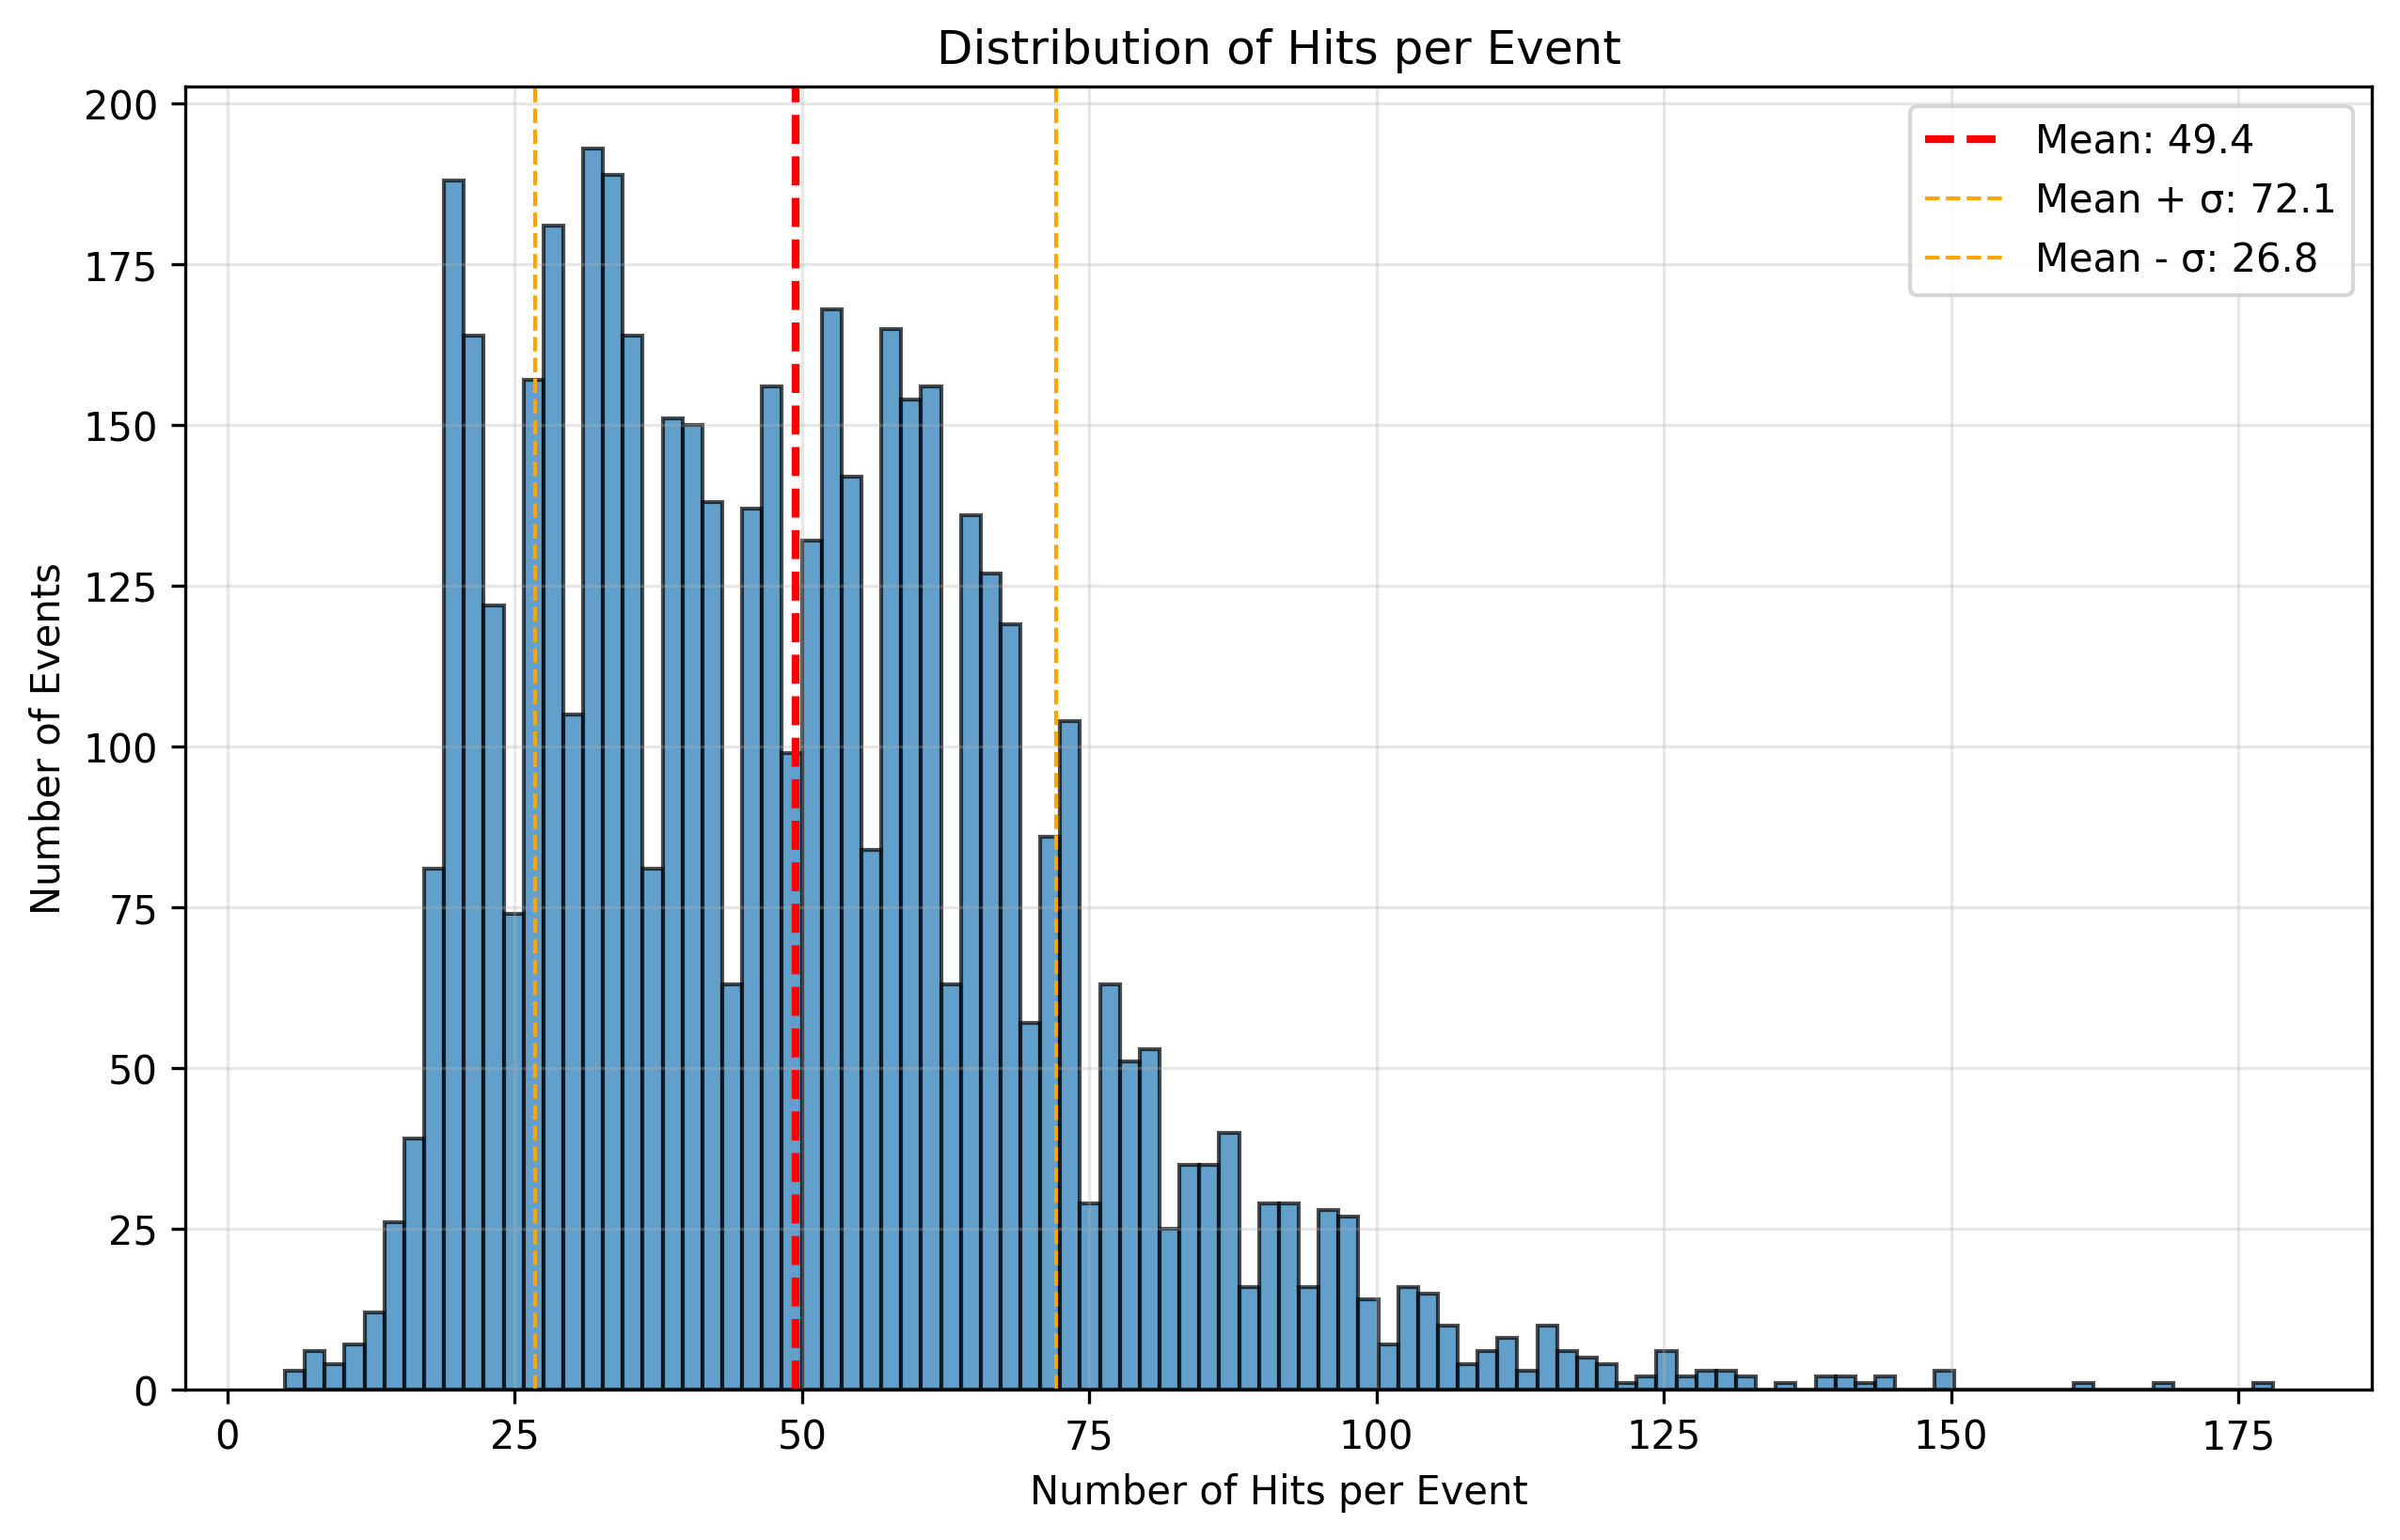 Distribution of Hits per Event
Mean: 49.4
Mean + σ: 72.1
Mean - σ: 26.8
Number of Events
200
175
150
125
100
75
50
25
0
0 25 50 75 100 125 150 175
Number of Hits per Event